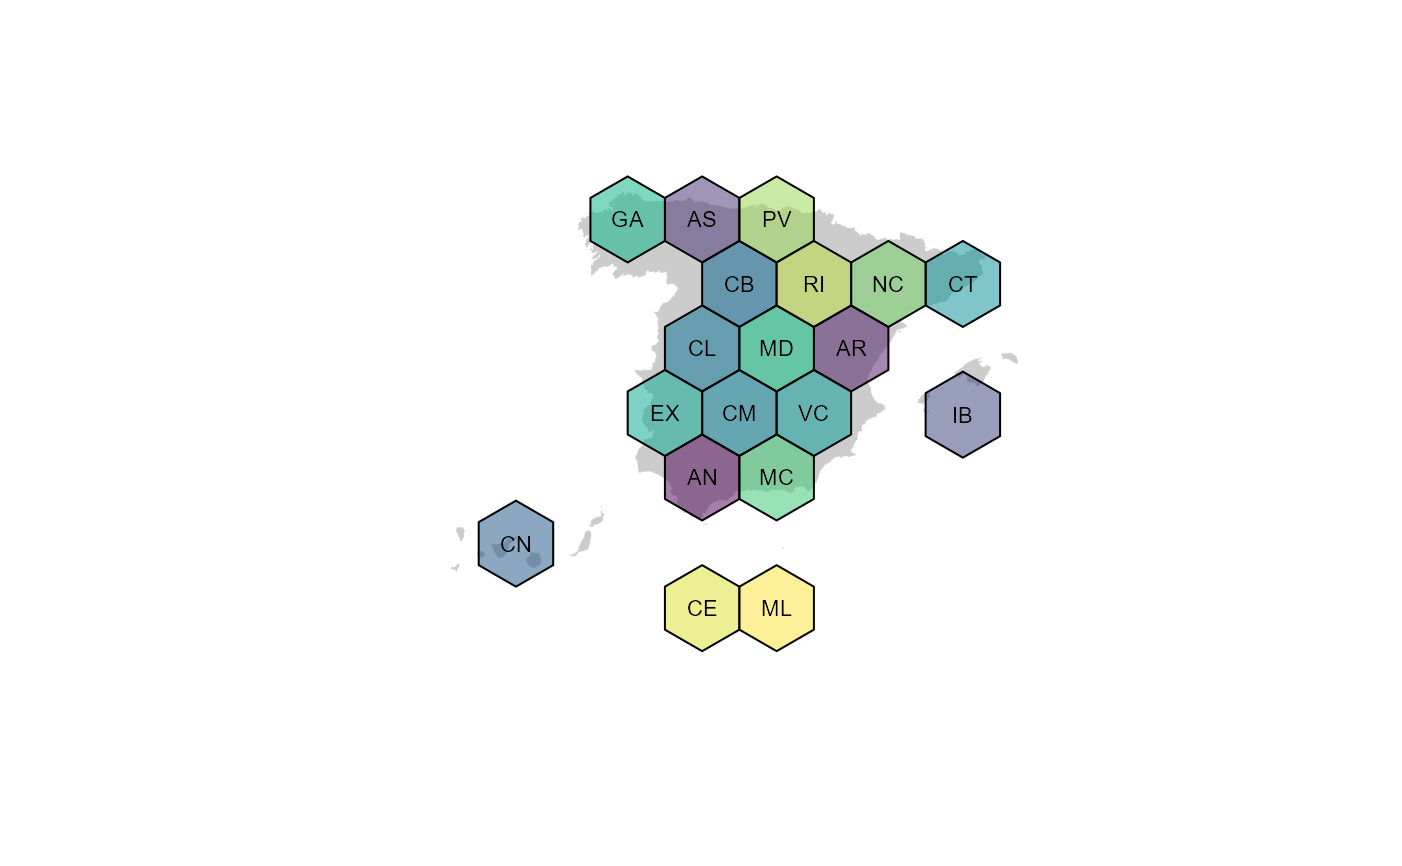 GA AS PV
CB RI NC CT
CL MD AR
EX CM VC IB
AN MC
CN
CE ML